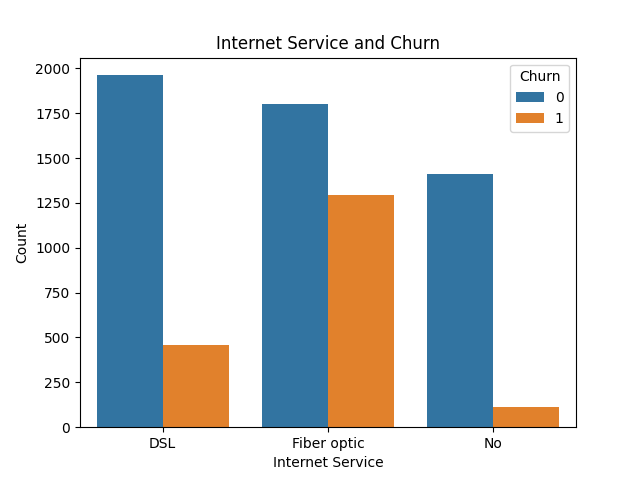 Internet Service and Churn
Churn
0
1
2000
1750
1500
1250
1000
750
500
250
0
Count
DSL
Fiber optic
No
Internet Service